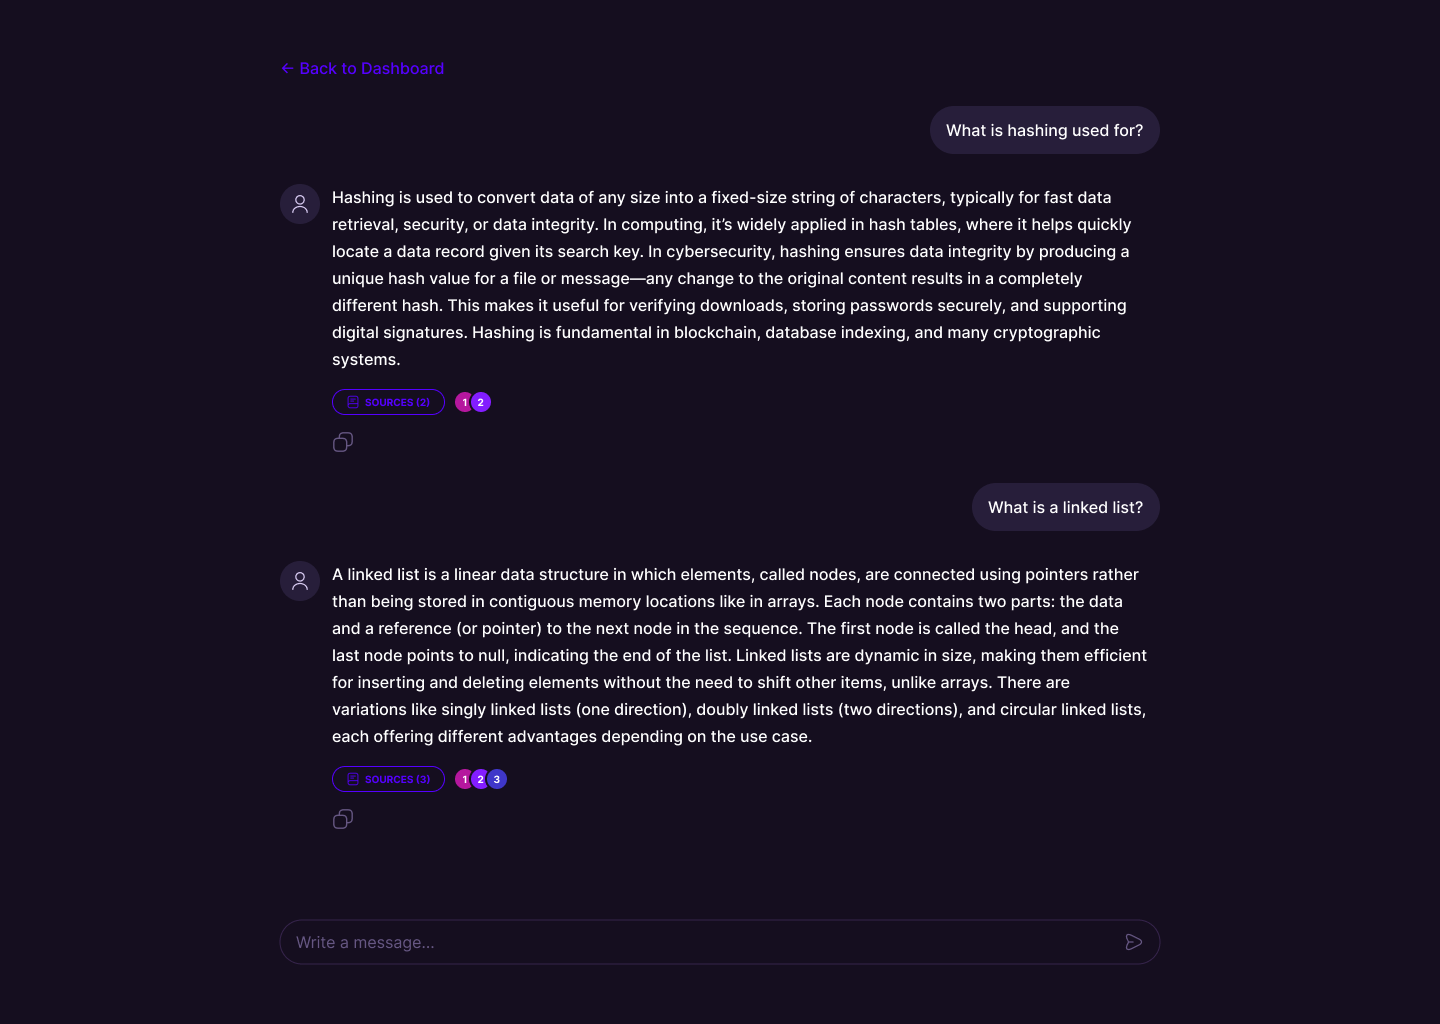 ← Back to Dashboard
What is hashing used for?
Hashing is used to convert data of any size into a fixed-size string of characters, typically for fast data
retrieval, security, or data integrity. In computing, it’s widely applied in hash tables, where it helps quickly
locate a data record given its search key. In cybersecurity, hashing ensures data integrity by producing a
unique hash value for a file or message—any change to the original content results in a completely
different hash. This makes it useful for verifying downloads, storing passwords securely, and supporting
digital signatures. Hashing is fundamental in blockchain, database indexing, and many cryptographic
systems.
SOURCES (2) 1 2
What is a linked list?
A linked list is a linear data structure in which elements, called nodes, are connected using pointers rather
than being stored in contiguous memory locations like in arrays. Each node contains two parts: the data
and a reference (or pointer) to the next node in the sequence. The first node is called the head, and the
last node points to null, indicating the end of the list. Linked lists are dynamic in size, making them efficient
for inserting and deleting elements without the need to shift other items, unlike arrays. There are
variations like singly linked lists (one direction), doubly linked lists (two directions), and circular linked lists,
each offering different advantages depending on the use case.
SOURCES (3) 1 2 3
Write a message...